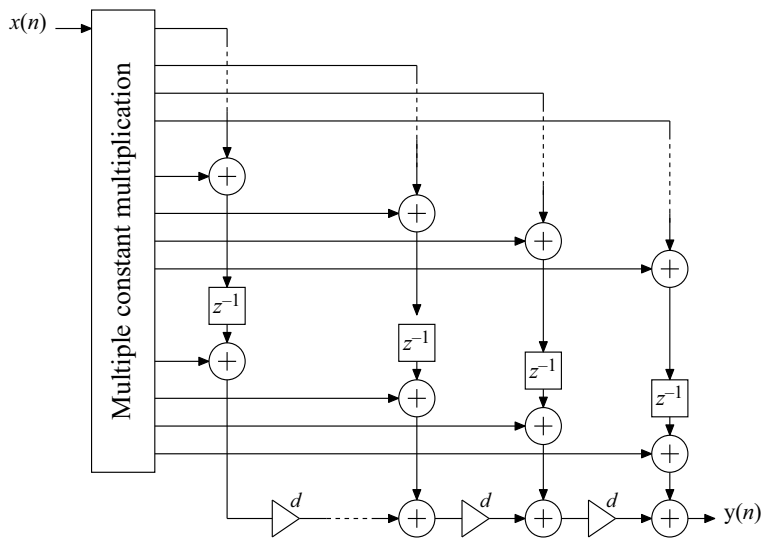 x(n)
Multiple constant multiplication
+
+
+
+
z⁻¹
z⁻¹
z⁻¹
z⁻¹
+
+
+
+
d
d
d
+
+
+
y(n)